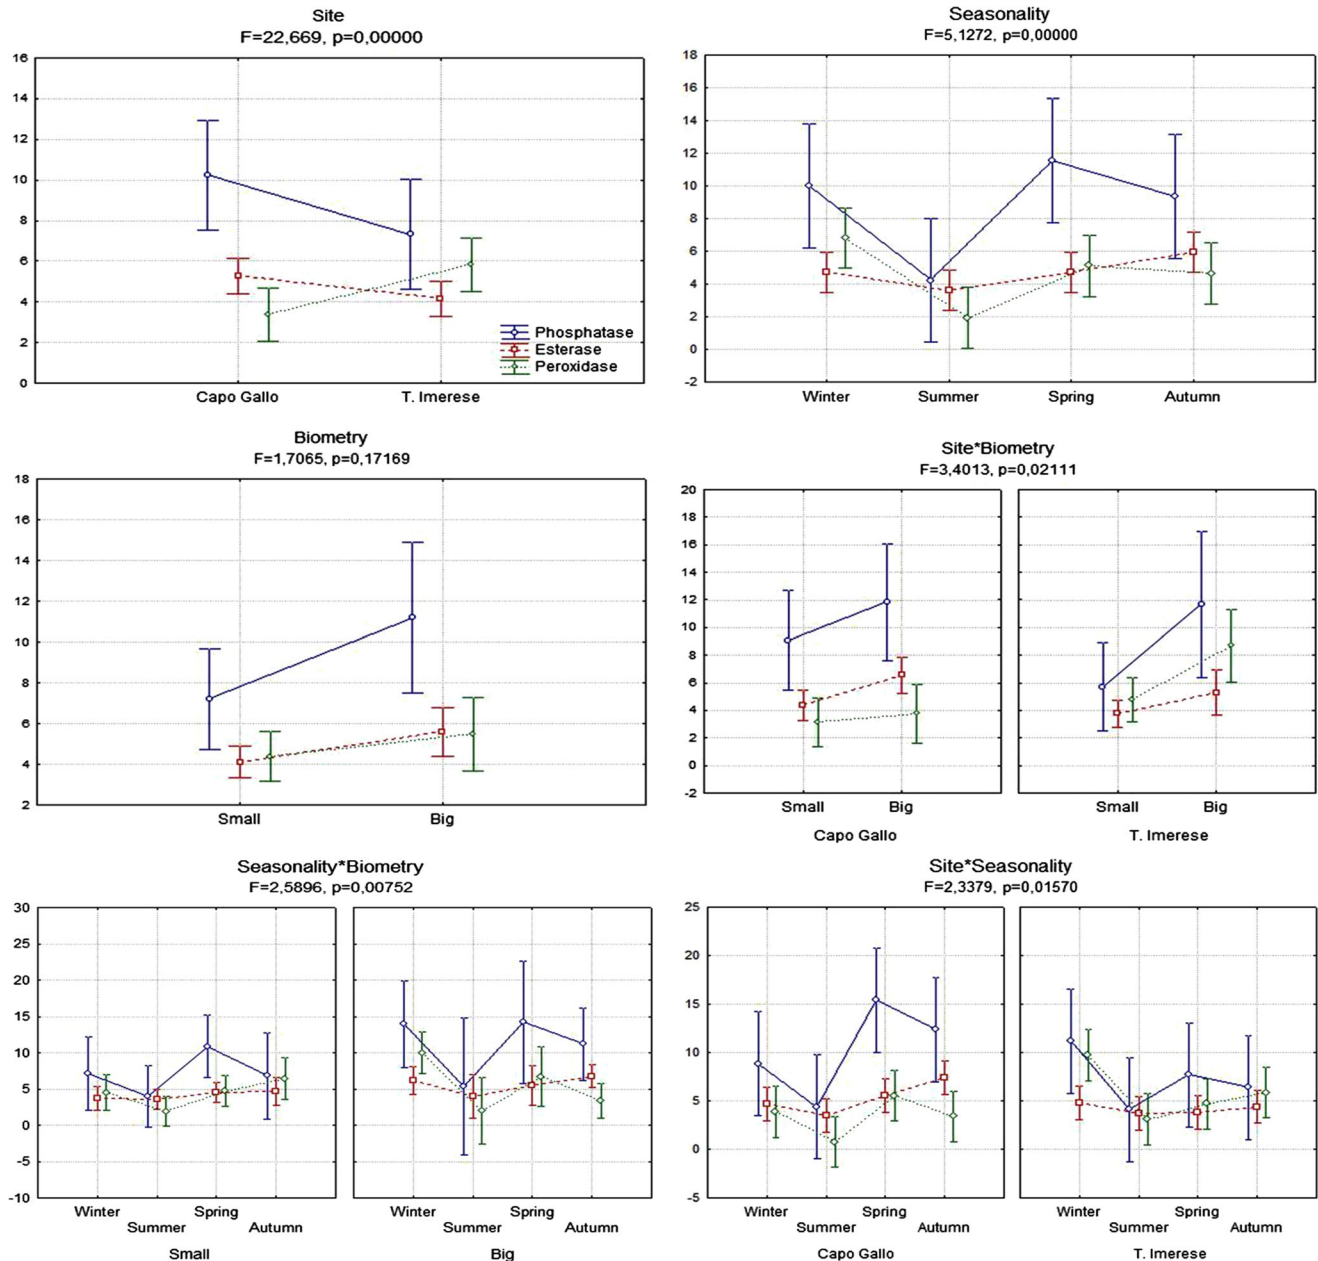 Site
F=22,669, p=0,00000
16
14
12
10
8
6
4
2
0
Capo Gallo T. Imerese
Phosphatase
Esterase
Peroxidase
Seasonality
F=5,1272, p=0,00000
18
16
14
12
10
8
6
4
2
0
-2
Winter Summer Spring Autumn
Biometry
F=1,7065, p=0,17169
18
16
14
12
10
8
6
4
2
Small Big
Site*Biometry
F=3,4013, p=0,02111
20
18
16
14
12
10
8
6
4
2
0
-2
Small Big Small Big
Capo Gallo T. Imerese
Seasonality*Biometry
F=2,5896, p=0,00752
30
25
20
15
10
5
0
-5
-10
Winter Spring Winter Spring
Summer Autumn Summer Autumn
Small Big
Site*Seasonality
F=2,3379, p=0,01570
25
20
15
10
5
0
-5
Winter Spring Winter Spring
Summer Autumn Summer Autumn
Capo Gallo T. Imerese